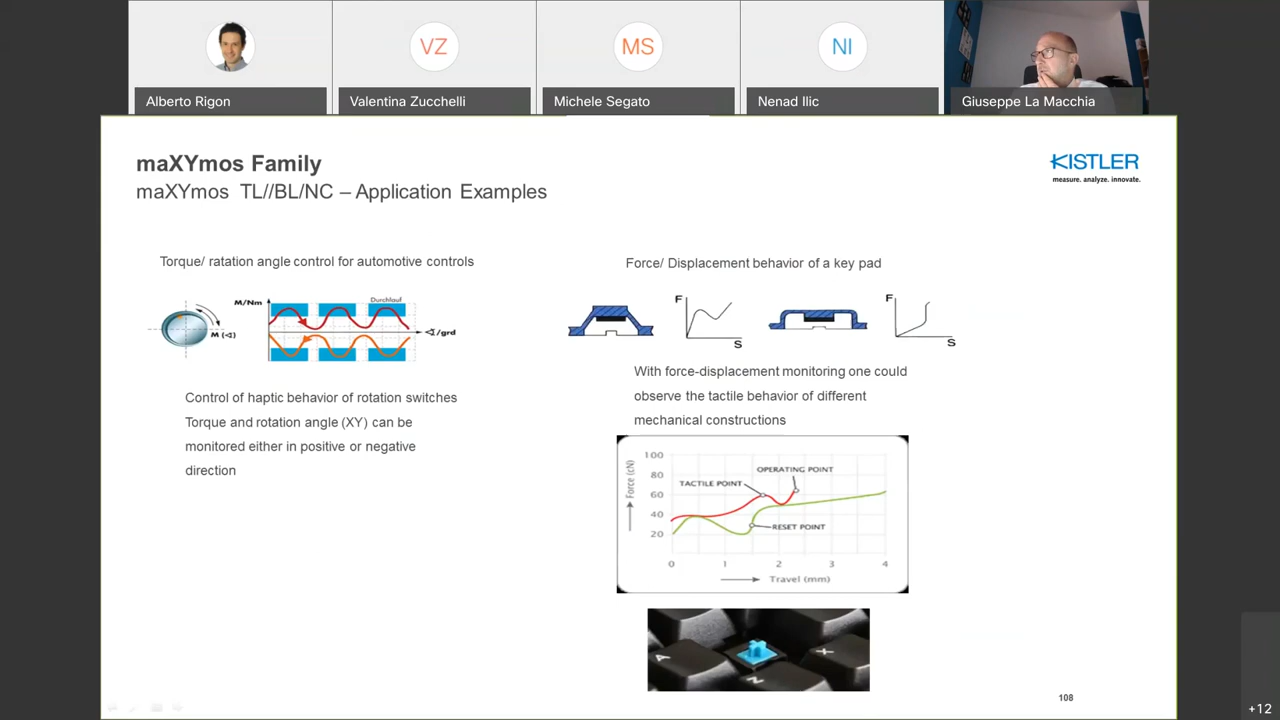 VZ
MS
NI
Alberto Rigon
Valentina Zucchelli
Michele Segato
Nenad Ilic
Giuseppe La Macchia
maXYmos Family
maXYmos TL//BL/NC – Application Examples
KISTLER
measure. analyze. innovate.
Torque/ ratation angle control for automotive controls
Force/ Displacement behavior of a key pad
M/Nm
Durchlauf
M (∢)
∢/grd
F
S
F
S
Control of haptic behavior of rotation switches
Torque and rotation angle (XY) can be
monitored either in positive or negative
direction
With force-displacement monitoring one could
observe the tactile behavior of different
mechanical constructions
Force (cN)
100
80
60
40
20
TACTILE POINT
OPERATING POINT
RESET POINT
0 1 2 3 4
Travel (mm)
A
Z
X
108
+12